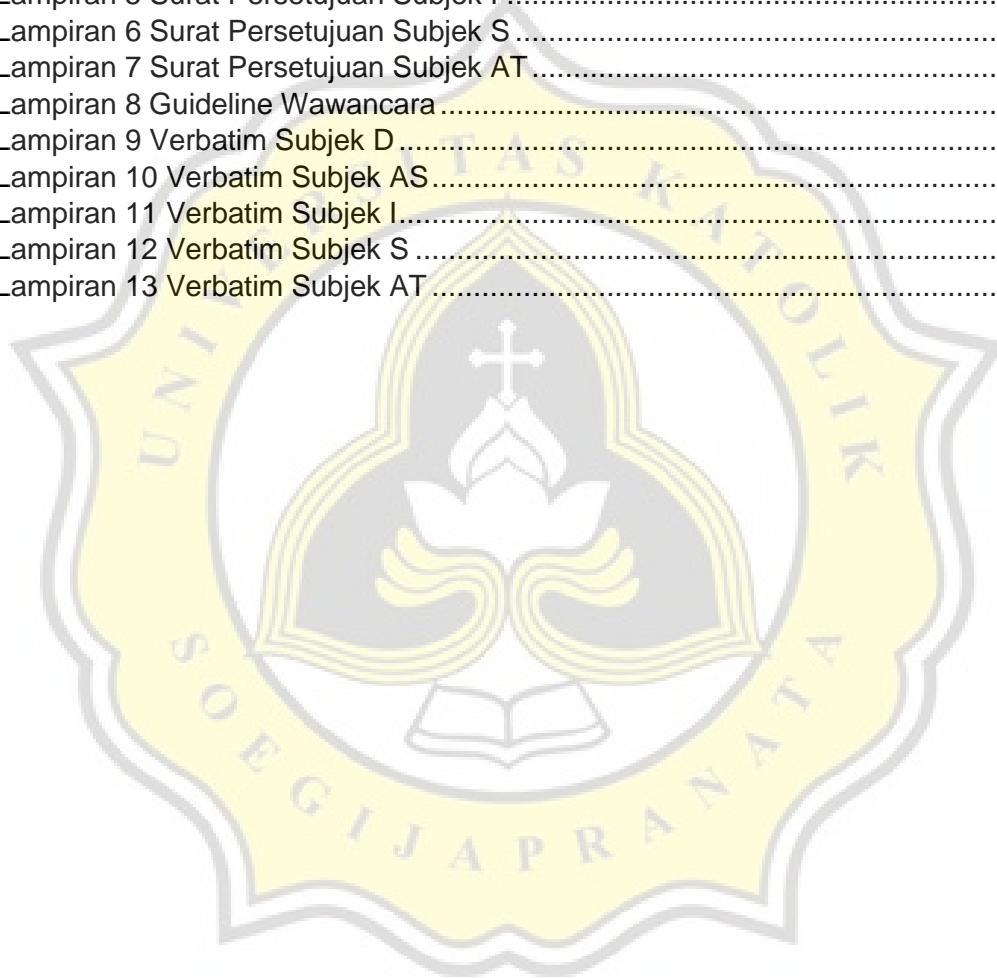 Lampiran 6 Surat Persetujuan Subjek S ........................................................
Lampiran 7 Surat Persetujuan Subjek AT ......................................................
Lampiran 8 Guideline Wawancara .................................................................
Lampiran 9 Verbatim Subjek D ......................................................................
Lampiran 10 Verbatim Subjek AS ..................................................................
Lampiran 11 Verbatim Subjek I ......................................................................
Lampiran 12 Verbatim Subjek S ....................................................................
Lampiran 13 Verbatim Subjek AT ..................................................................
UNIVERSITAS KATOLIK
SOEGIJAPRANATA